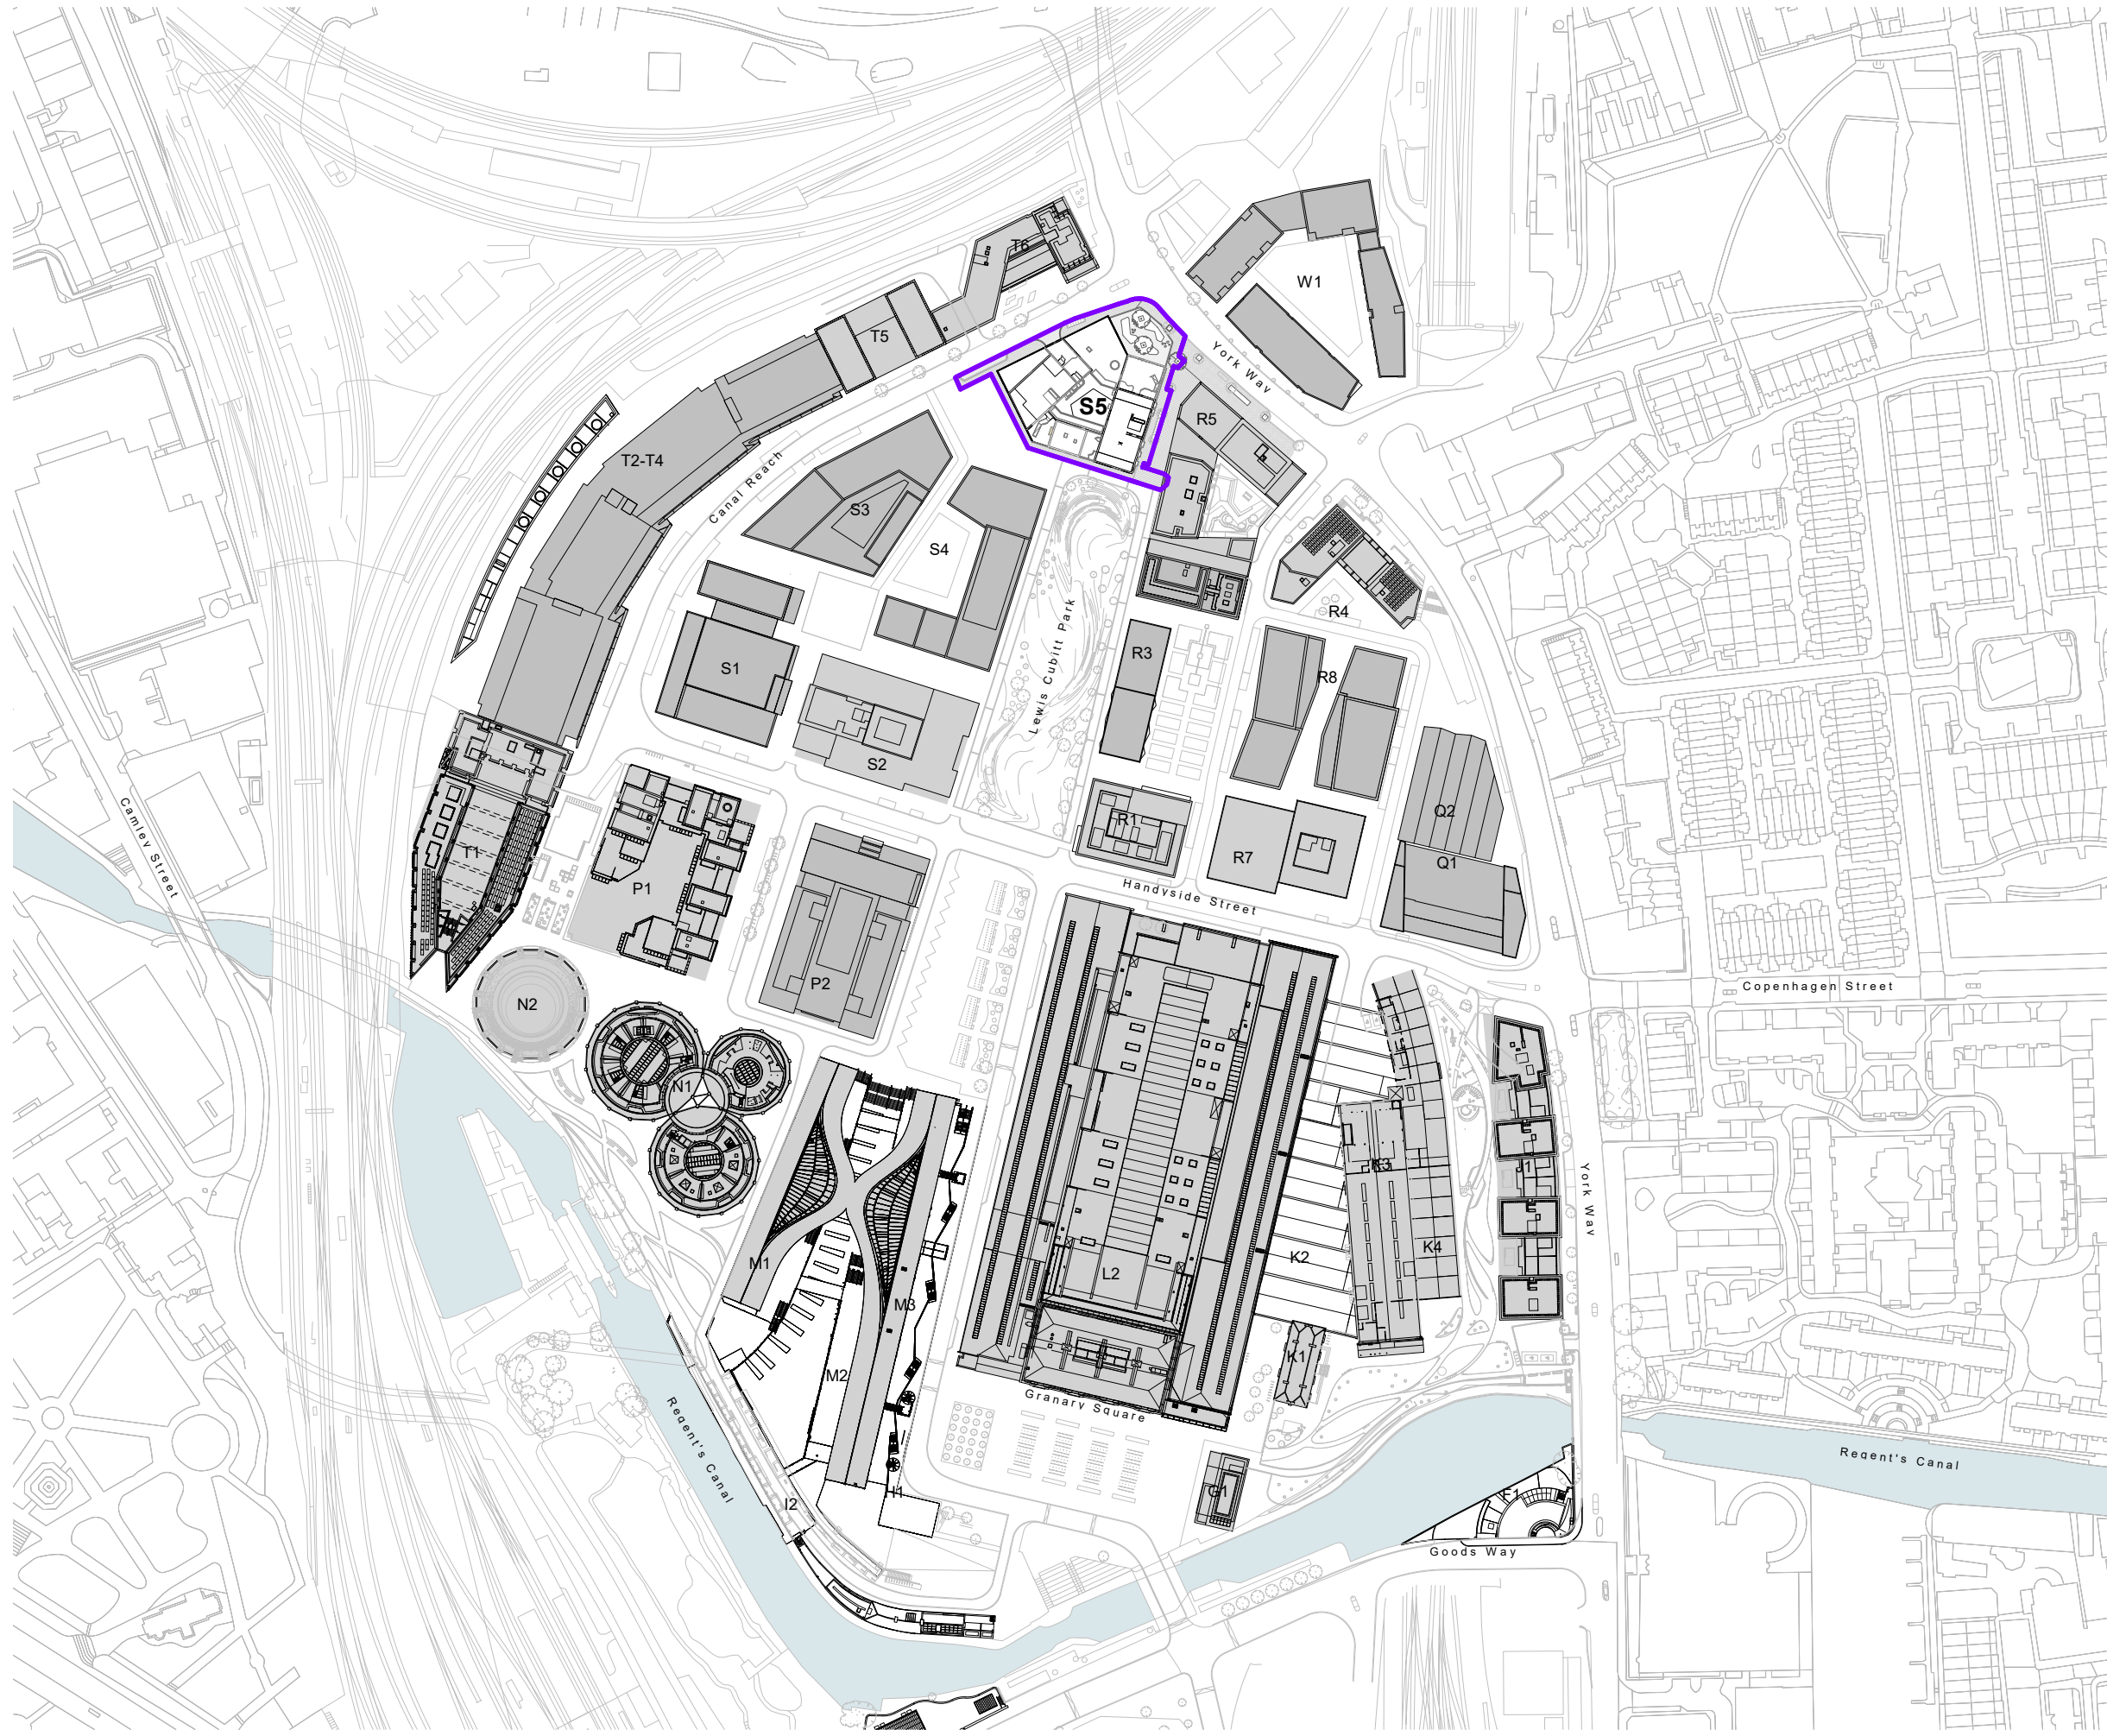 T6
W1
T5
York Way
S5
R5
T2-T4
Canal Reach
S3
S4
R4
Lewis Cubitt Park
R3
S1
R8
S2
Q2
R1
Camley Street
T1
R7
Q1
P1
Handyside Street
P2
Copenhagen Street
N2
N1
K3
J1
York Way
K4
K2
M1
L2
M3
K1
M2
Granary Square
Regent's Canal
Regent's Canal
G1
H1
F1
I2
Goods Way